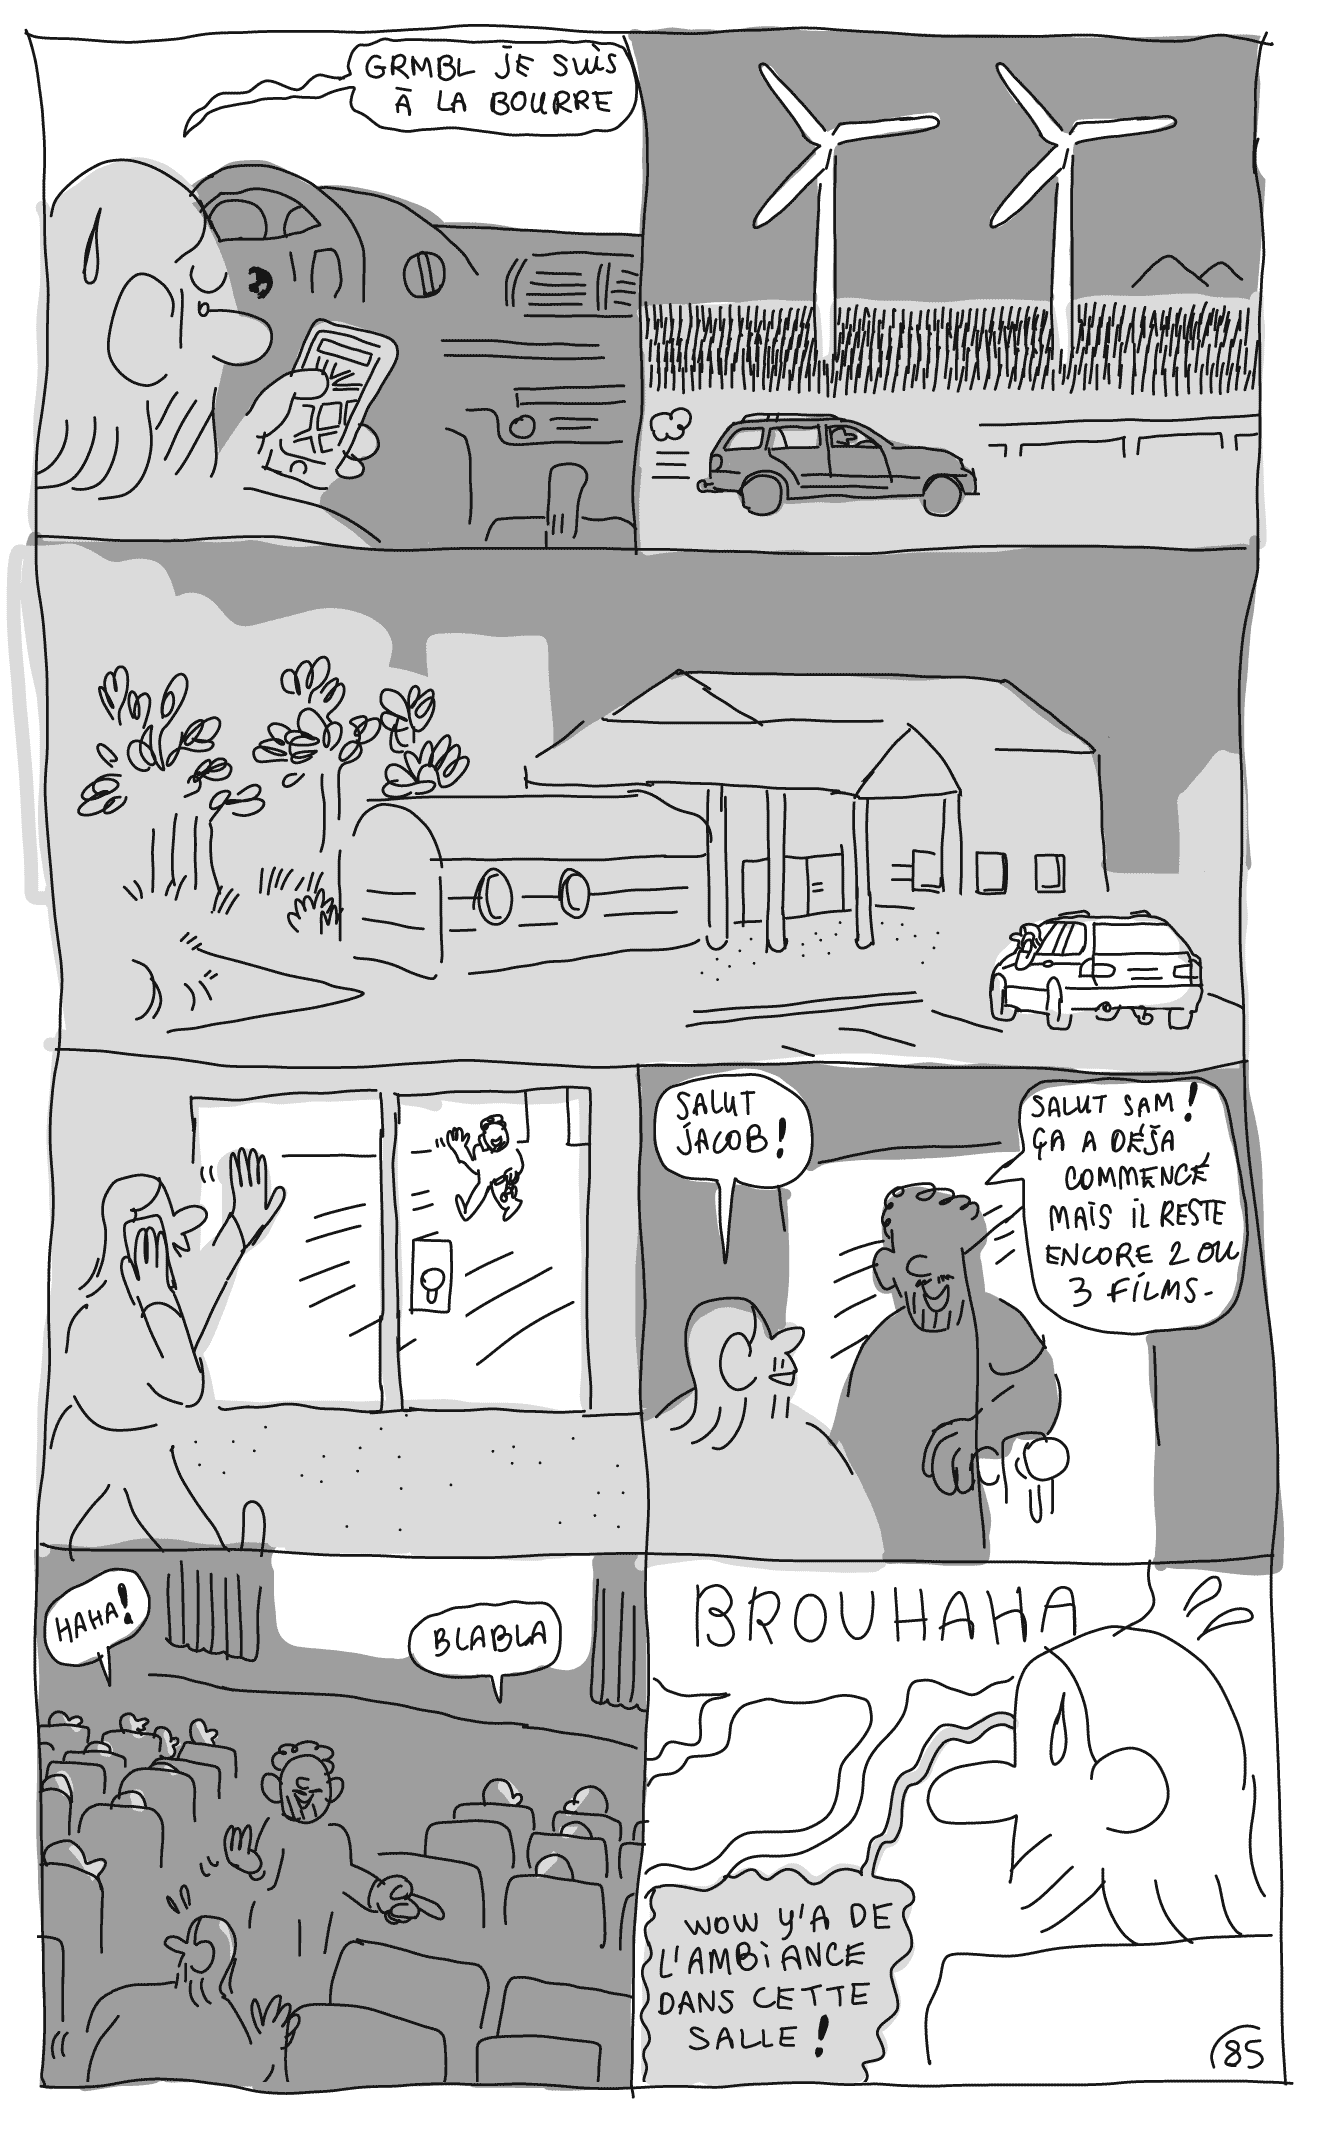 GRMBL JE SUIS
À LA BOURRE
SALUT
JACOB!
SALUT SAM!
ÇA A DÉJA
COMMENCÉ
MAIS IL RESTE
ENCORE 2 OU
3 FILMS.
HAHA!
BLABLA
BROUHAHA
WOW Y'A DE
L'AMBIANCE
DANS CETTE
SALLE!
85